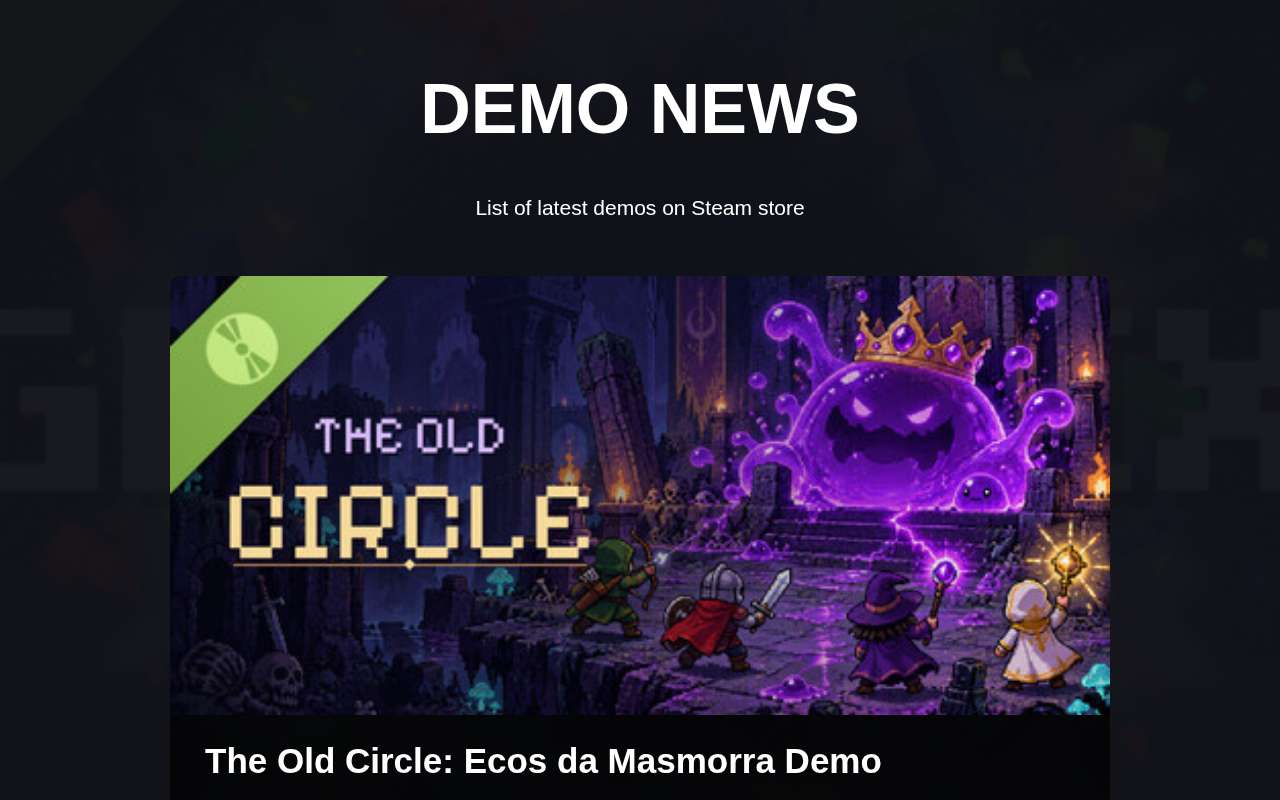 DEMO NEWS
List of latest demos on Steam store
THE OLD
CIRCLE
The Old Circle: Ecos da Masmorra Demo